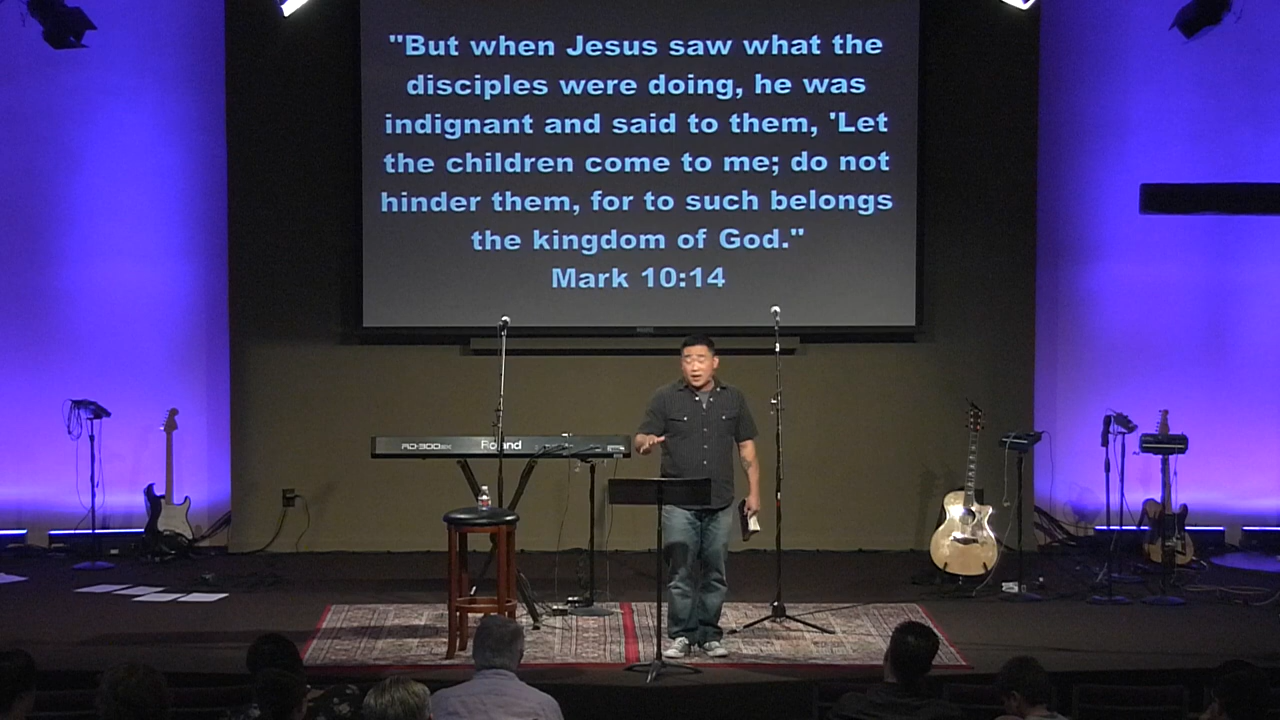 "But when Jesus saw what the
disciples were doing, he was
indignant and said to them, 'Let
the children come to me; do not
hinder them, for to such belongs
the kingdom of God."
Mark 10:14
RD-300SX Roland